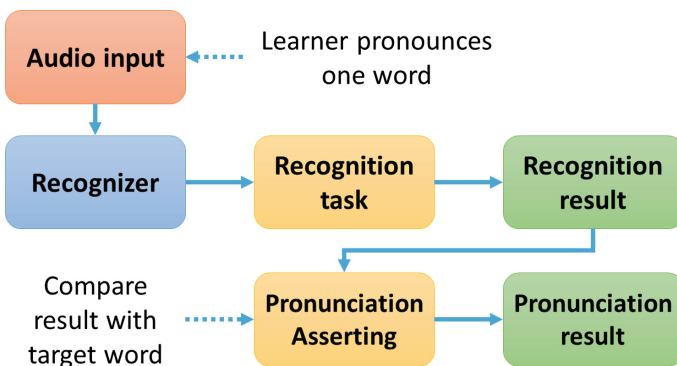 Audio input
Learner pronounces
one word
Recognizer
Recognition
task
Recognition
result
Compare
result with
target word
Pronunciation
Asserting
Pronunciation
result